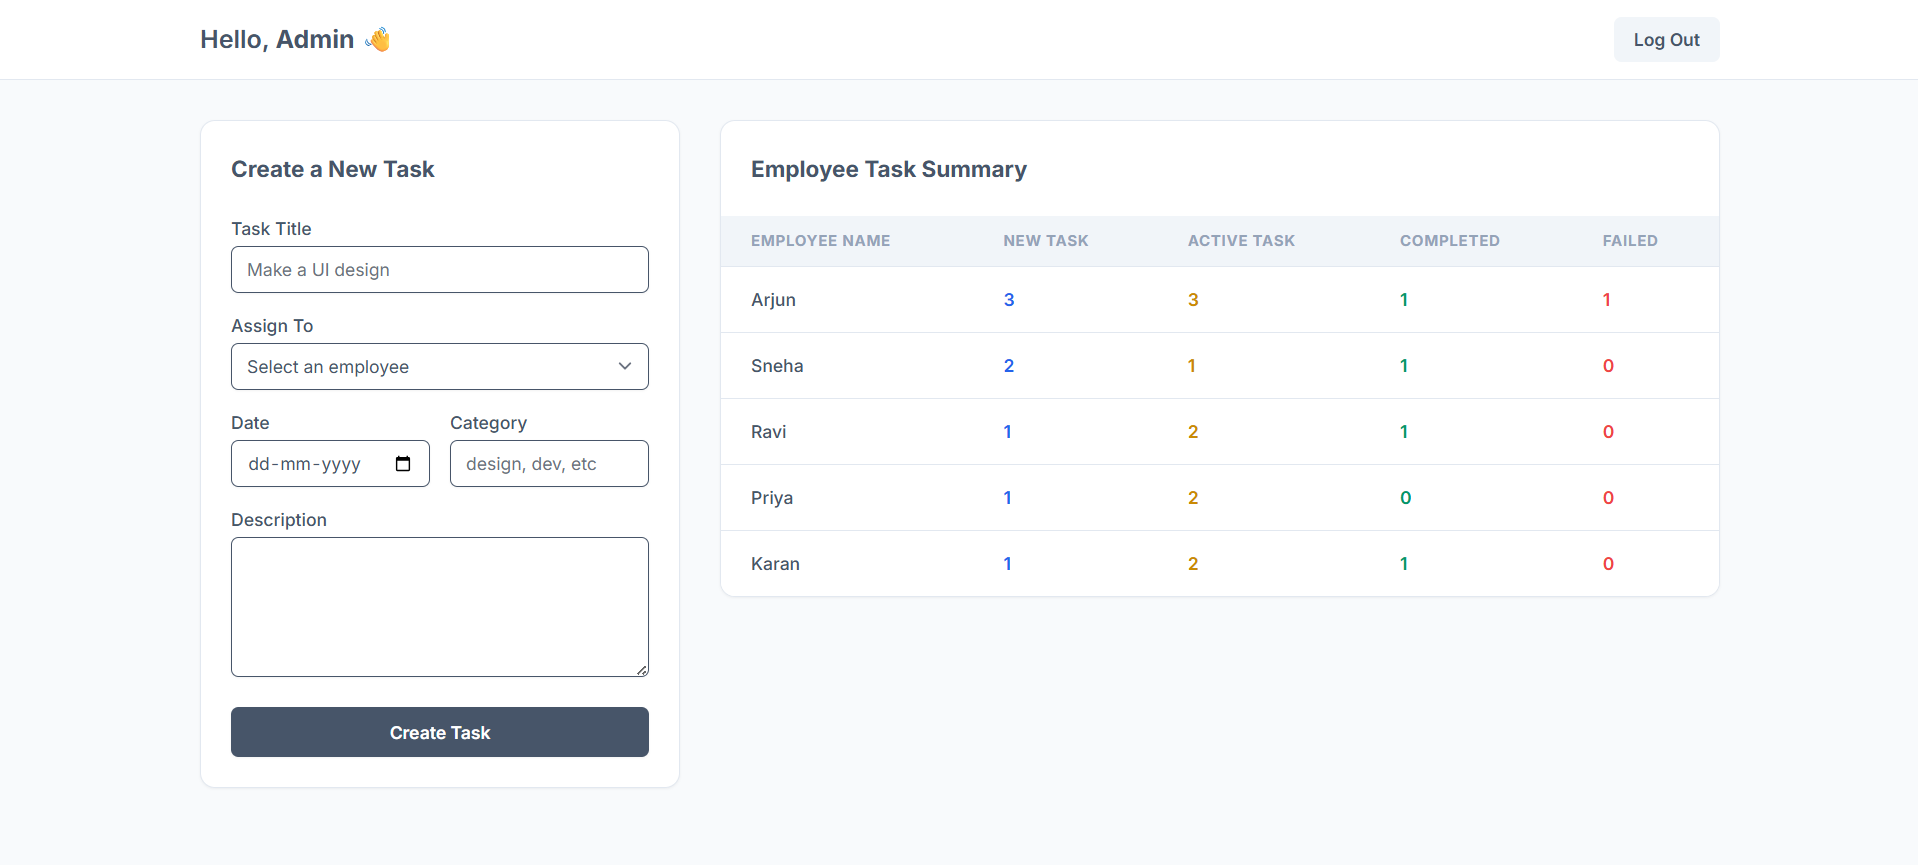 Hello, Admin 👋
Log Out
Create a New Task
Task Title
Make a UI design
Assign To
Select an employee
Date Category
dd-mm-yyyy design, dev, etc
Description
Create Task
Employee Task Summary
EMPLOYEE NAME NEW TASK ACTIVE TASK COMPLETED FAILED
Arjun 3 3 1 1
Sneha 2 1 1 0
Ravi 1 2 1 0
Priya 1 2 0 0
Karan 1 2 1 0